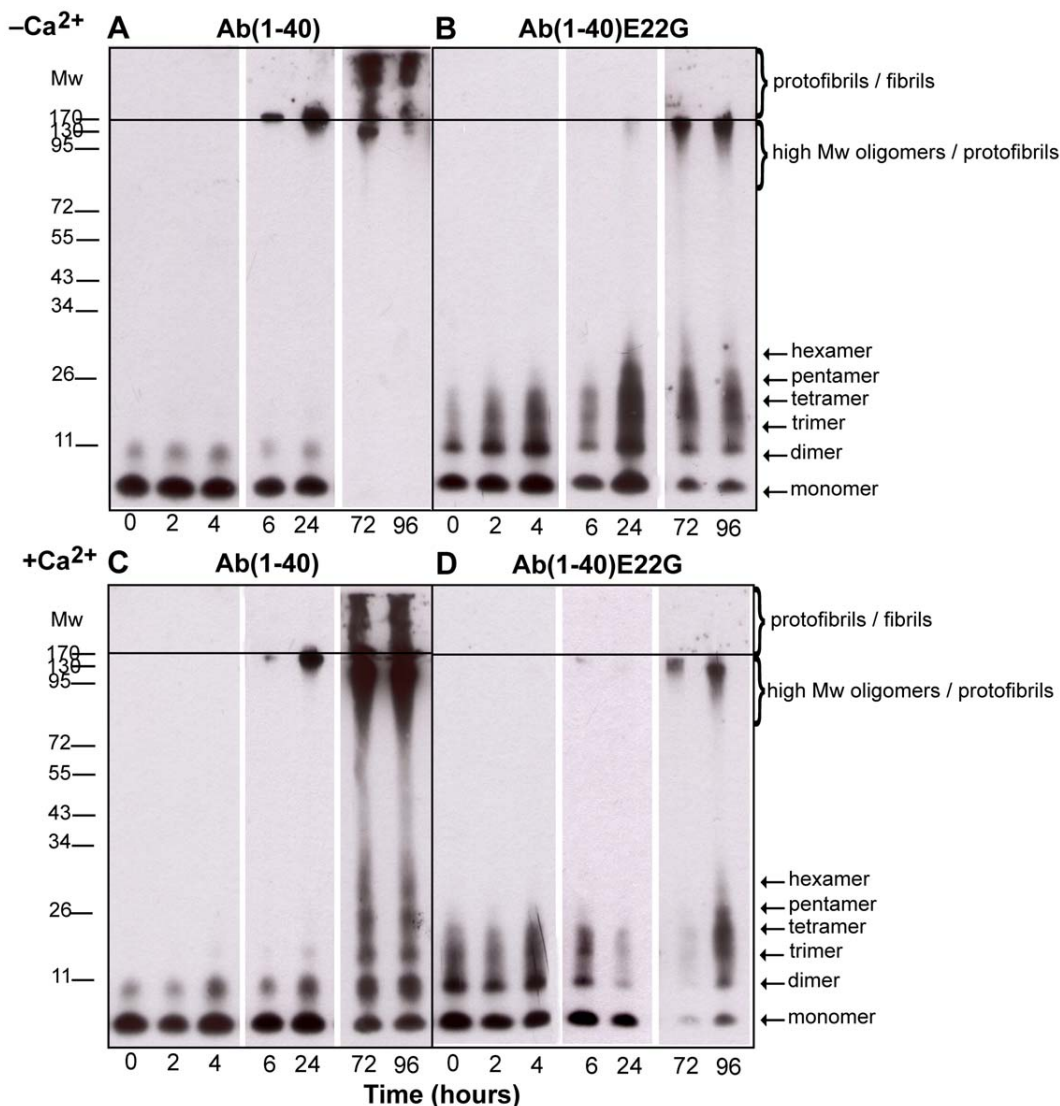 –Ca2+ A Ab(1-40) B Ab(1-40)E22G
Mw
170
130
95
72
55
43
34
26
11
protofibrils / fibrils
high Mw oligomers / protofibrils
hexamer
pentamer
tetramer
trimer
dimer
monomer
0 2 4 6 24 72 96 0 2 4 6 24 72 96
+Ca2+ C Ab(1-40) D Ab(1-40)E22G
Mw
170
130
95
72
55
43
34
26
11
protofibrils / fibrils
high Mw oligomers / protofibrils
hexamer
pentamer
tetramer
trimer
dimer
monomer
0 2 4 6 24 72 96 0 2 4 6 24 72 96
Time (hours)